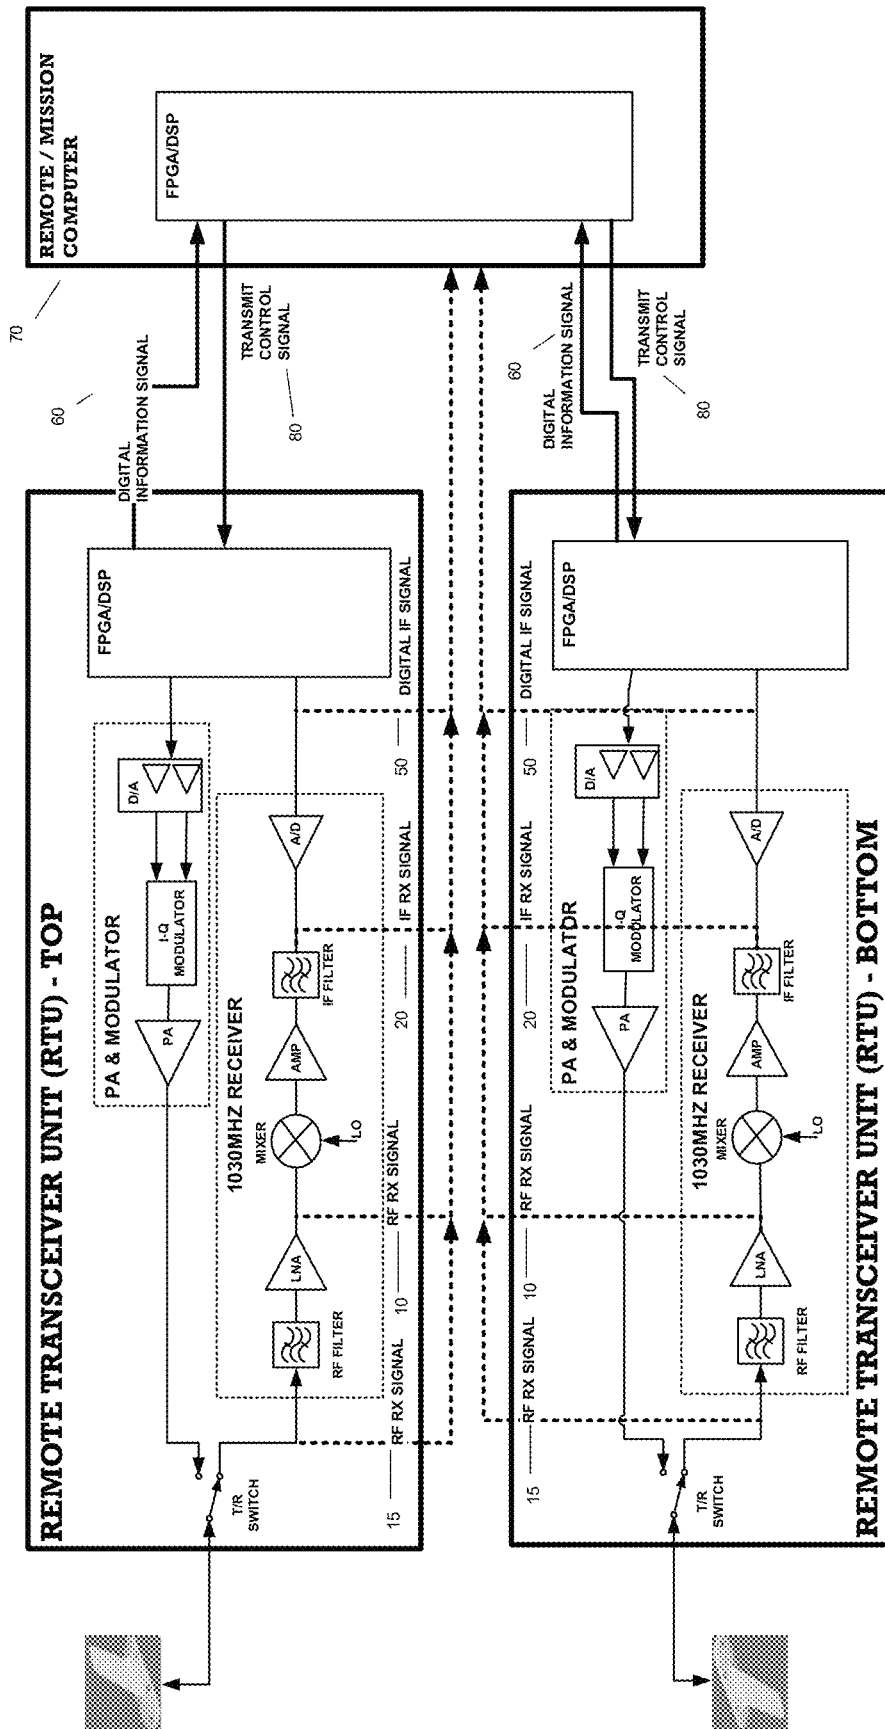 REMOTE TRANSCEIVER UNIT (RTU) - TOP
PA & MODULATOR
D/A
I-Q
MODULATOR
PA
FPGA/DSP
1030MHZ RECEIVER
RF FILTER
LNA
MIXER
LO
AMP
IF FILTER
A/D
T/R
SWITCH
15
RF RX SIGNAL
10
RF RX SIGNAL
20
IF RX SIGNAL
50
DIGITAL IF SIGNAL
DIGITAL
INFORMATION SIGNAL
60
TRANSMIT
CONTROL
SIGNAL
80
70
REMOTE / MISSION
COMPUTER
FPGA/DSP
15
RF RX SIGNAL
10
RF RX SIGNAL
20
IF RX SIGNAL
50
DIGITAL IF SIGNAL
60
DIGITAL
INFORMATION SIGNAL
TRANSMIT
CONTROL
SIGNAL
80
PA & MODULATOR
D/A
I-Q
MODULATOR
PA
FPGA/DSP
1030MHZ RECEIVER
RF FILTER
LNA
MIXER
LO
AMP
IF FILTER
A/D
T/R
SWITCH
REMOTE TRANSCEIVER UNIT (RTU) - BOTTOM